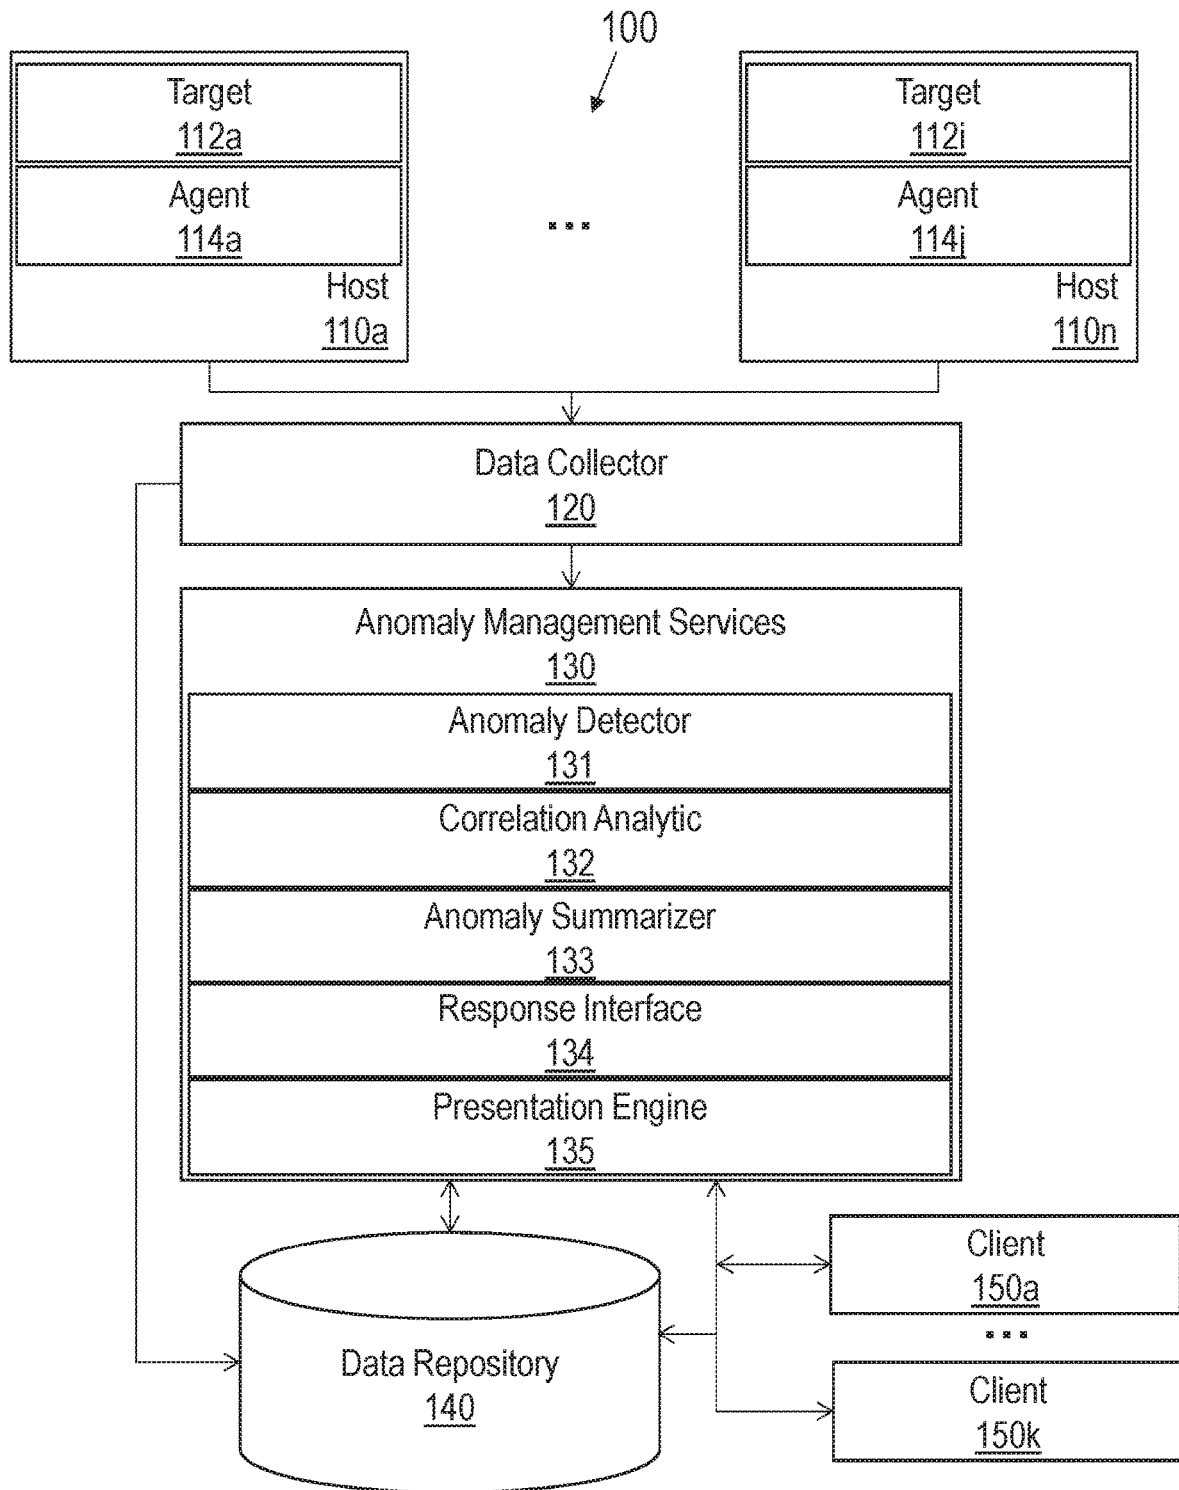 100
Target
112a
Agent
114a
Host
110a
...
Target
112i
Agent
114j
Host
110n
Data Collector
120
Anomaly Management Services
130
Anomaly Detector
131
Correlation Analytic
132
Anomaly Summarizer
133
Response Interface
134
Presentation Engine
135
Data Repository
140
Client
150a
...
Client
150k